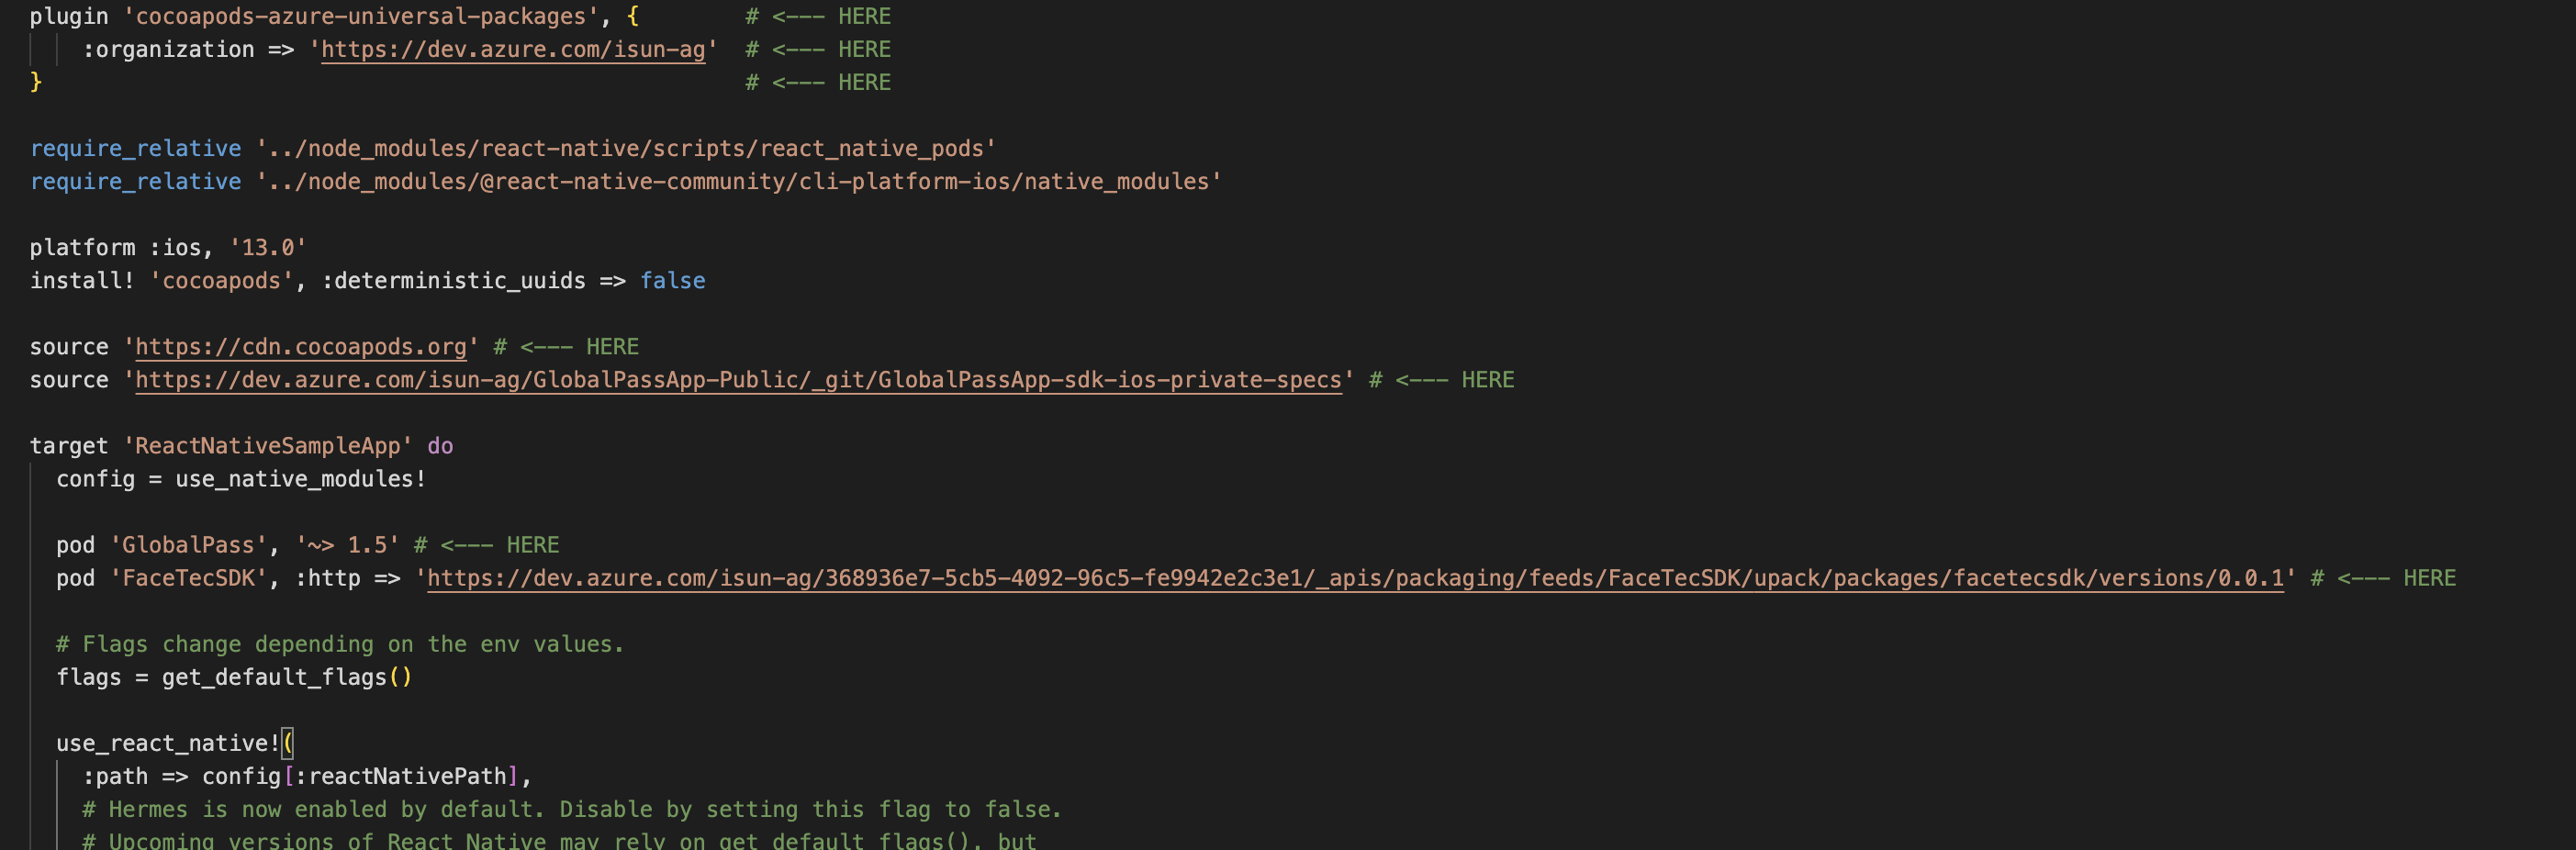 plugin 'cocoapods-azure-universal-packages', { # <--- HERE
:organization => 'https://dev.azure.com/isun-ag' # <--- HERE
} # <--- HERE
require_relative '../node_modules/react-native/scripts/react_native_pods'
require_relative '../node_modules/@react-native-community/cli-platform-ios/native_modules'
platform :ios, '13.0'
install! 'cocoapods', :deterministic_uuids => false
source 'https://cdn.cocoapods.org' # <--- HERE
source 'https://dev.azure.com/isun-ag/GlobalPassApp-Public/_git/GlobalPassApp-sdk-ios-private-specs' # <--- HERE
target 'ReactNativeSampleApp' do
config = use_native_modules!
pod 'GlobalPass', '~> 1.5' # <--- HERE
pod 'FaceTecSDK', :http => 'https://dev.azure.com/isun-ag/368936e7-5cb5-4092-96c5-fe9942e2c3e1/_apis/packaging/feeds/FaceTecSDK/upack/packages/facetecsdk/versions/0.0.1' # <--- HERE
# Flags change depending on the env values.
flags = get_default_flags()
use_react_native!(
:path => config[:reactNativePath],
# Hermes is now enabled by default. Disable by setting this flag to false.
# Upcoming versions of React Native may rely on get_default_flags(), but